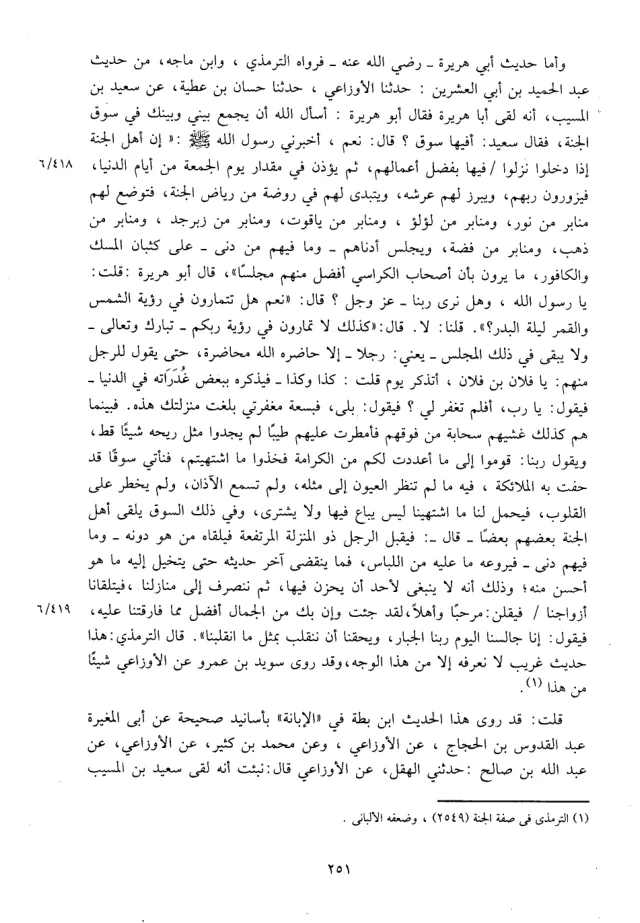 وأما حديث أبي هريرة ـ رضي الله عنه ـ فرواه الترمذي ، وابن ماجه، من حديث
عبد الحميد بن أبي العشرين : حدثنا الأوزاعي ، حدثنا حسان بن عطية، عن سعيد بن
المسيب، أنه لقى أبا هريرة فقال أبو هريرة : أسأل الله أن يجمع بيني وبينك في سوق
الجنة، فقال سعيد: أفيها سوق ؟ قال: نعم ، أخبرني رسول الله ﷺ :« إن أهل الجنة
إذا دخلوا نزلوا / فيها بفضل أعمالهم، ثم يؤذن في مقدار يوم الجمعة من أيام الدنيا، ٦/٤١٨
فيزورون ربهم، ويبرز لهم عرشه، ويتبدى لهم في روضة من رياض الجنة، فتوضع لهم
منابر من نور، ومنابر من لؤلؤ ، ومنابر من ياقوت، ومنابر من زبرجد ، ومنابر من
ذهب، ومنابر من فضة، ويجلس أدناهم ـ وما فيهم من دنى ـ على كثبان المسك
والكافور، ما يرون بأن أصحاب الكراسي أفضل منهم مجلسًا»، قال أبو هريرة :قلت:
يا رسول الله ، وهل نرى ربنا ـ عز وجل ؟ قال: «نعم هل تتمارون في رؤية الشمس
والقمر ليلة البدر؟». قلنا: لا. قال:«كذلك لا تمارون في رؤية ربكم ـ تبارك وتعالى ـ
ولا يبقى في ذلك المجلس ـ يعني: رجلا ـ إلا حاضره الله محاضرة، حتى يقول للرجل
منهم: يا فلان بن فلان ، أتذكر يوم قلت : كذا وكذا ـ فيذكره ببعض غُدَرَاته في الدنيا ـ
فيقول: يا رب، أفلم تغفر لي ؟ فيقول: بلى، فبسعة مغفرتي بلغت منزلتك هذه. فبينما
هم كذلك غشيهم سحابة من فوقهم فأمطرت عليهم طيبًا لم يجدوا مثل ريحه شيئًا قط،
ويقول ربنا: قوموا إلى ما أعددت لكم من الكرامة فخذوا ما اشتهيتم، فنأتي سوقًا قد
حفت به الملائكة ، فيه ما لم تنظر العيون إلى مثله، ولم تسمع الآذان، ولم يخطر على
القلوب، فيحمل لنا ما اشتهينا ليس يباع فيها ولا يشترى، وفي ذلك السوق يلقى أهل
الجنة بعضهم بعضًا ـ قال ـ: فيقبل الرجل ذو المنزلة المرتفعة فيلقاه من هو دونه ـ وما
فيهم دنى ـ فيروعه ما عليه من اللباس، فما ينقضى آخر حديثه حتى يتخيل إليه ما هو
أحسن منه؛ وذلك أنه لا ينبغي لأحد أن يحزن فيها، ثم ننصرف إلى منازلنا ،فيتلقانا
أزواجنا / فيقلن:مرحبًا وأهلاً،لقد جئت وإن بك من الجمال أفضل مما فارقتنا عليه، ٦/٤١٩
فيقول: إنا جالسنا اليوم ربنا الجبار، ويحقنا أن ننقلب بمثل ما انقلبنا». قال الترمذي:هذا
حديث غريب لا نعرفه إلا من هذا الوجه،وقد روى سويد بن عمرو عن الأوزاعي شيئًا
من هذا (١).
قلت: قد روى هذا الحديث ابن بطة في «الإبانة» بأسانيد صحيحة عن أبى المغيرة
عبد القدوس بن الحجاج ، عن الأوزاعي ، وعن محمد بن كثير، عن الأوزاعي، عن
عبد الله بن صالح :حدثني الهقل، عن الأوزاعي قال:نبئت أنه لقى سعيد بن المسيب
(١) الترمذى فى صفة الجنة (٢٥٤٩) ، وضعفه الألبانى .
٢٥١